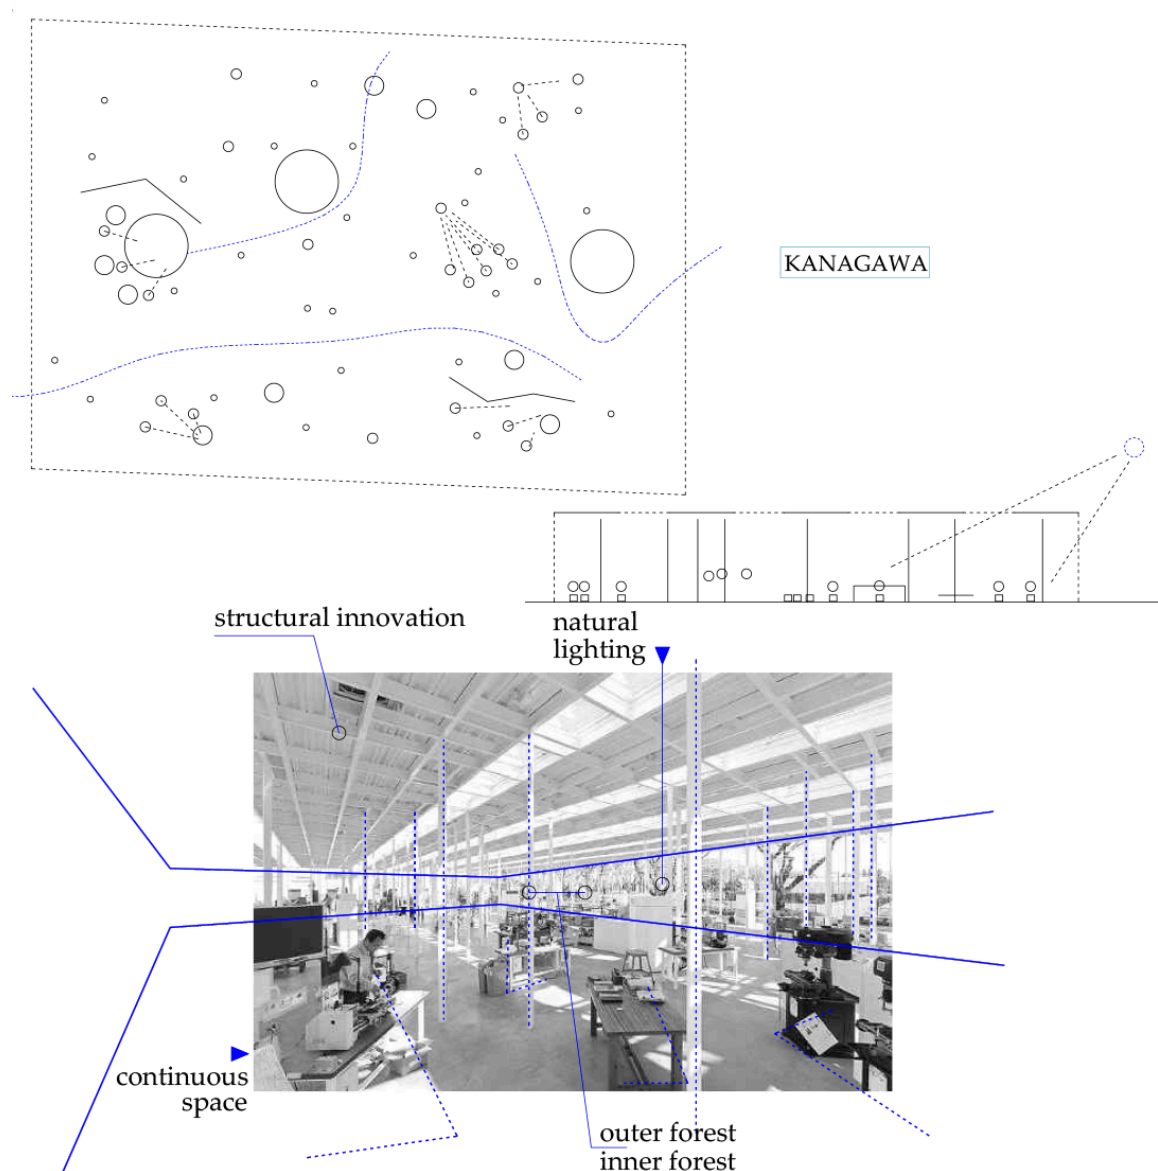 KANAGAWA
structural innovation
natural
lighting
continuous
space
outer forest
inner forest